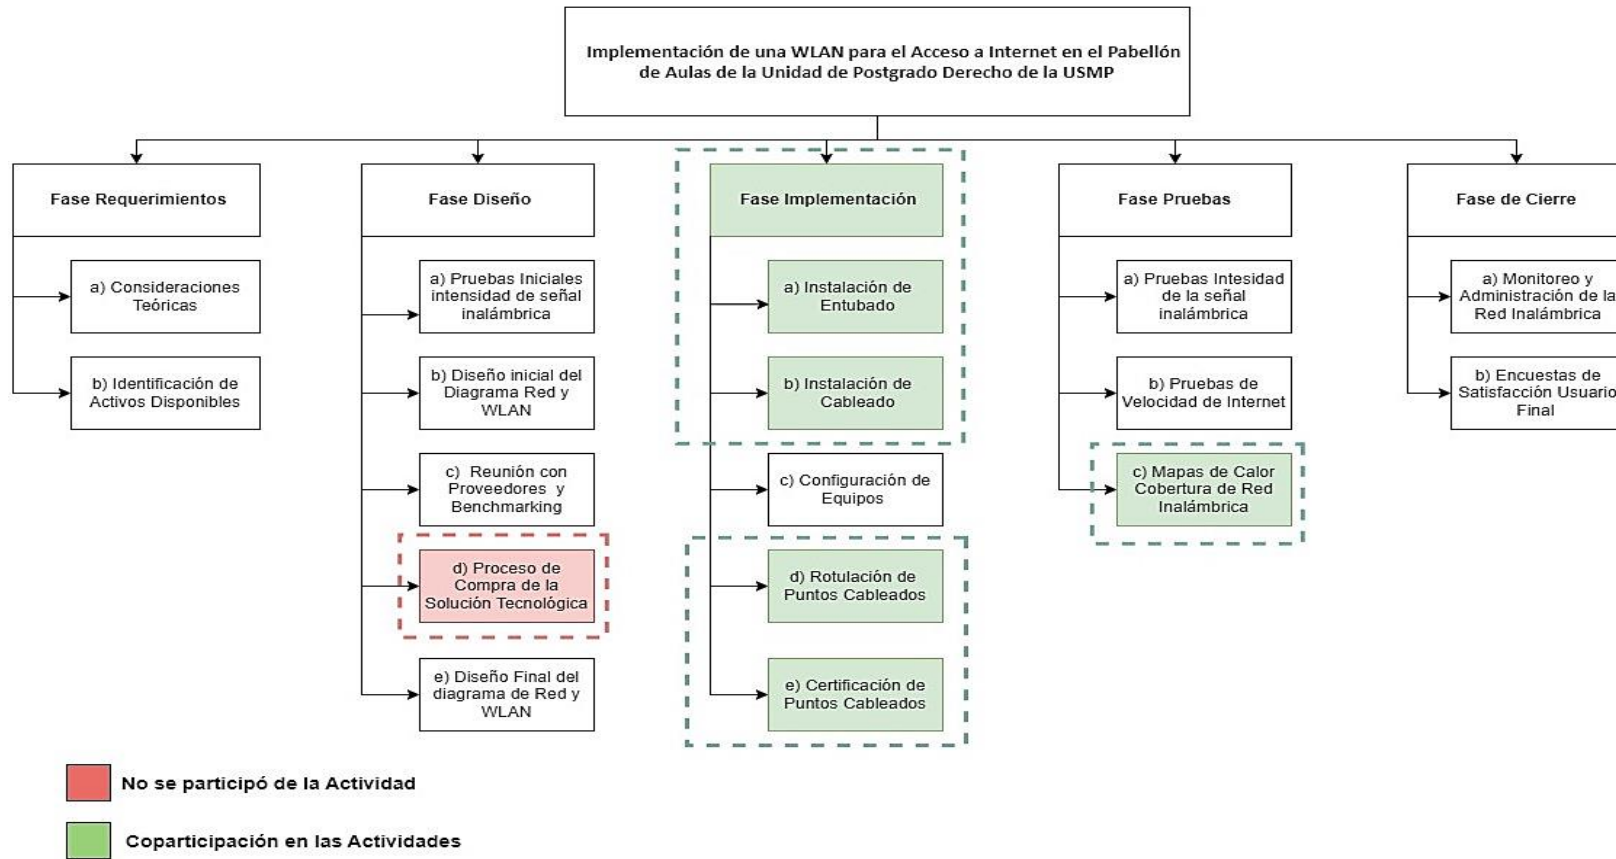 Implementación de una WLAN para el Acceso a Internet en el Pabellón
de Aulas de la Unidad de Postgrado Derecho de la USMP
Fase Requerimientos
a) Consideraciones
Teóricas
b) Identificación de
Activos Disponibles
Fase Diseño
a) Pruebas Iniciales
intensidad de señal
inalámbrica
b) Diseño inicial del
Diagrama Red y
WLAN
c) Reunión con
Proveedores y
Benchmarking
d) Proceso de
Compra de la
Solución Tecnológica
e) Diseño Final del
diagrama de Red y
WLAN
Fase Implementación
a) Instalación de
Entubado
b) Instalación de
Cableado
c) Configuración de
Equipos
d) Rotulación de
Puntos Cableados
e) Certificación de
Puntos Cableados
Fase Pruebas
a) Pruebas Intesidad
de la señal
inalámbrica
b) Pruebas de
Velocidad de Internet
c) Mapas de Calor
Cobertura de Red
Inalámbrica
Fase de Cierre
a) Monitoreo y
Administración de la
Red Inalámbrica
b) Encuestas de
Satisfacción Usuario
Final
No se participó de la Actividad
Coparticipación en las Actividades